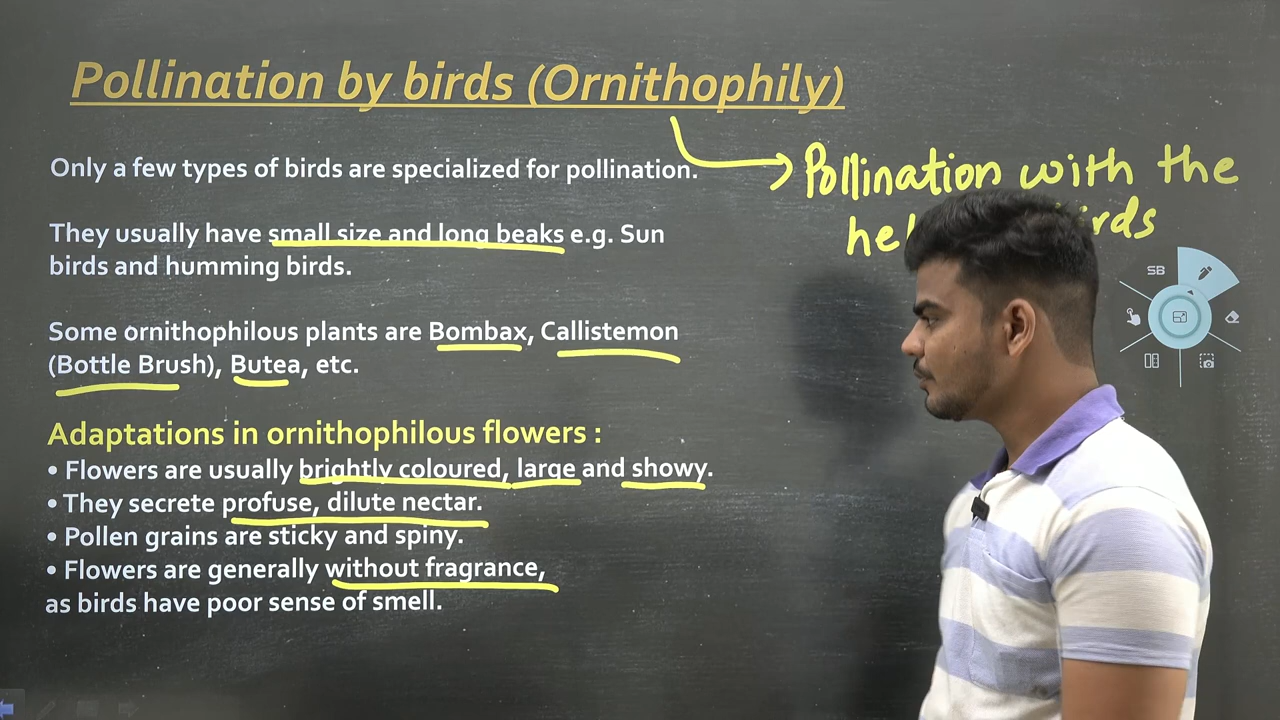 Pollination by birds (Ornithophily)
Only a few types of birds are specialized for pollination.
Pollination with the
They usually have small size and long beaks e.g. Sun
birds and humming birds.
SB
Some ornithophilous plants are Bombax, Callistemon
(Bottle Brush), Butea, etc.
Adaptations in ornithophilous flowers :
• Flowers are usually brightly coloured, large and showy.
• They secrete profuse, dilute nectar.
• Pollen grains are sticky and spiny.
• Flowers are generally without fragrance,
as birds have poor sense of smell.